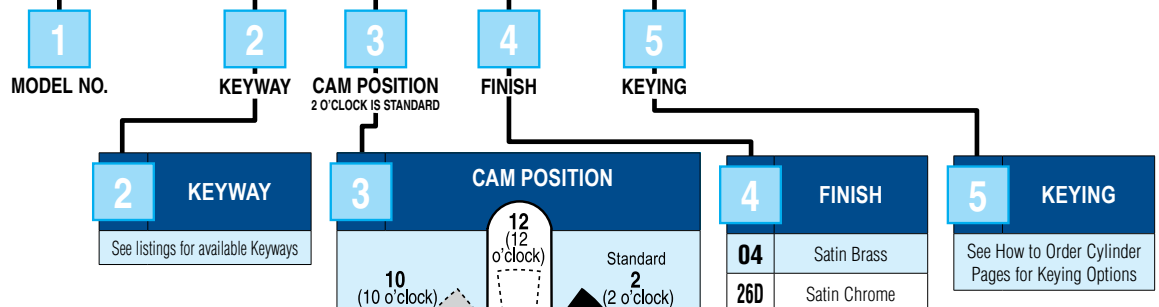 1
MODEL NO.
2
KEYWAY
3
CAM POSITION
2 O'CLOCK IS STANDARD
4
FINISH
5
KEYING
2
KEYWAY
See listings for available Keyways
3
CAM POSITION
12
(12
o'clock)
10
(10 o'clock)
Standard
2
(2 o'clock)
4
FINISH
04 Satin Brass
26D Satin Chrome
5
KEYING
See How to Order Cylinder
Pages for Keying Options